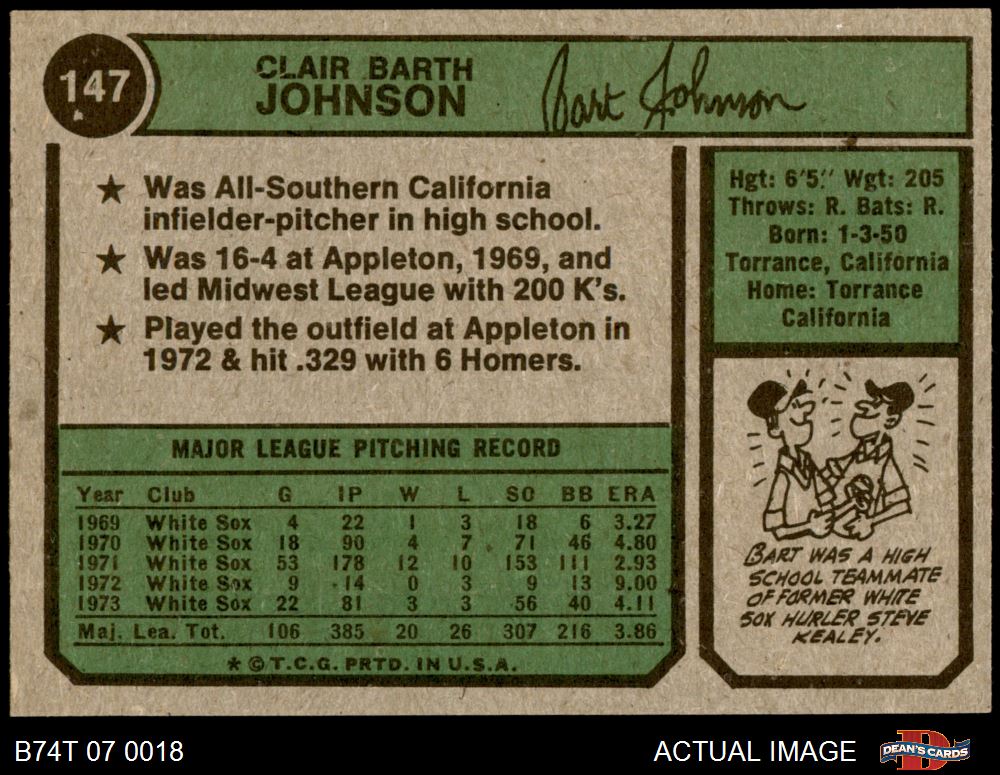 147
CLAIR BARTH
JOHNSON
Bart Johnson
★ Was All-Southern California
infielder-pitcher in high school.
★ Was 16-4 at Appleton, 1969, and
led Midwest League with 200 K's.
★ Played the outfield at Appleton in
1972 & hit .329 with 6 Homers.
MAJOR LEAGUE PITCHING RECORD
Year Club G IP W L SO BB ERA
1969 White Sox 4 22 1 3 18 6 3.27
1970 White Sox 18 90 4 7 71 46 4.80
1971 White Sox 53 178 12 10 153 111 2.93
1972 White Sox 9 14 0 3 9 13 9.00
1973 White Sox 22 81 3 3 56 40 4.11
Maj. Lea. Tot. 106 385 20 26 307 216 3.86
★ © T.C.G. PRTD. IN U.S.A.
Hgt: 6'5" Wgt: 205
Throws: R. Bats: R.
Born: 1-3-50
Torrance, California
Home: Torrance
California
BART WAS A HIGH
SCHOOL TEAMMATE
OF FORMER WHITE
SOX HURLER STEVE
KEALEY.
B74T 07 0018
ACTUAL IMAGE
DEAN'S CARDS